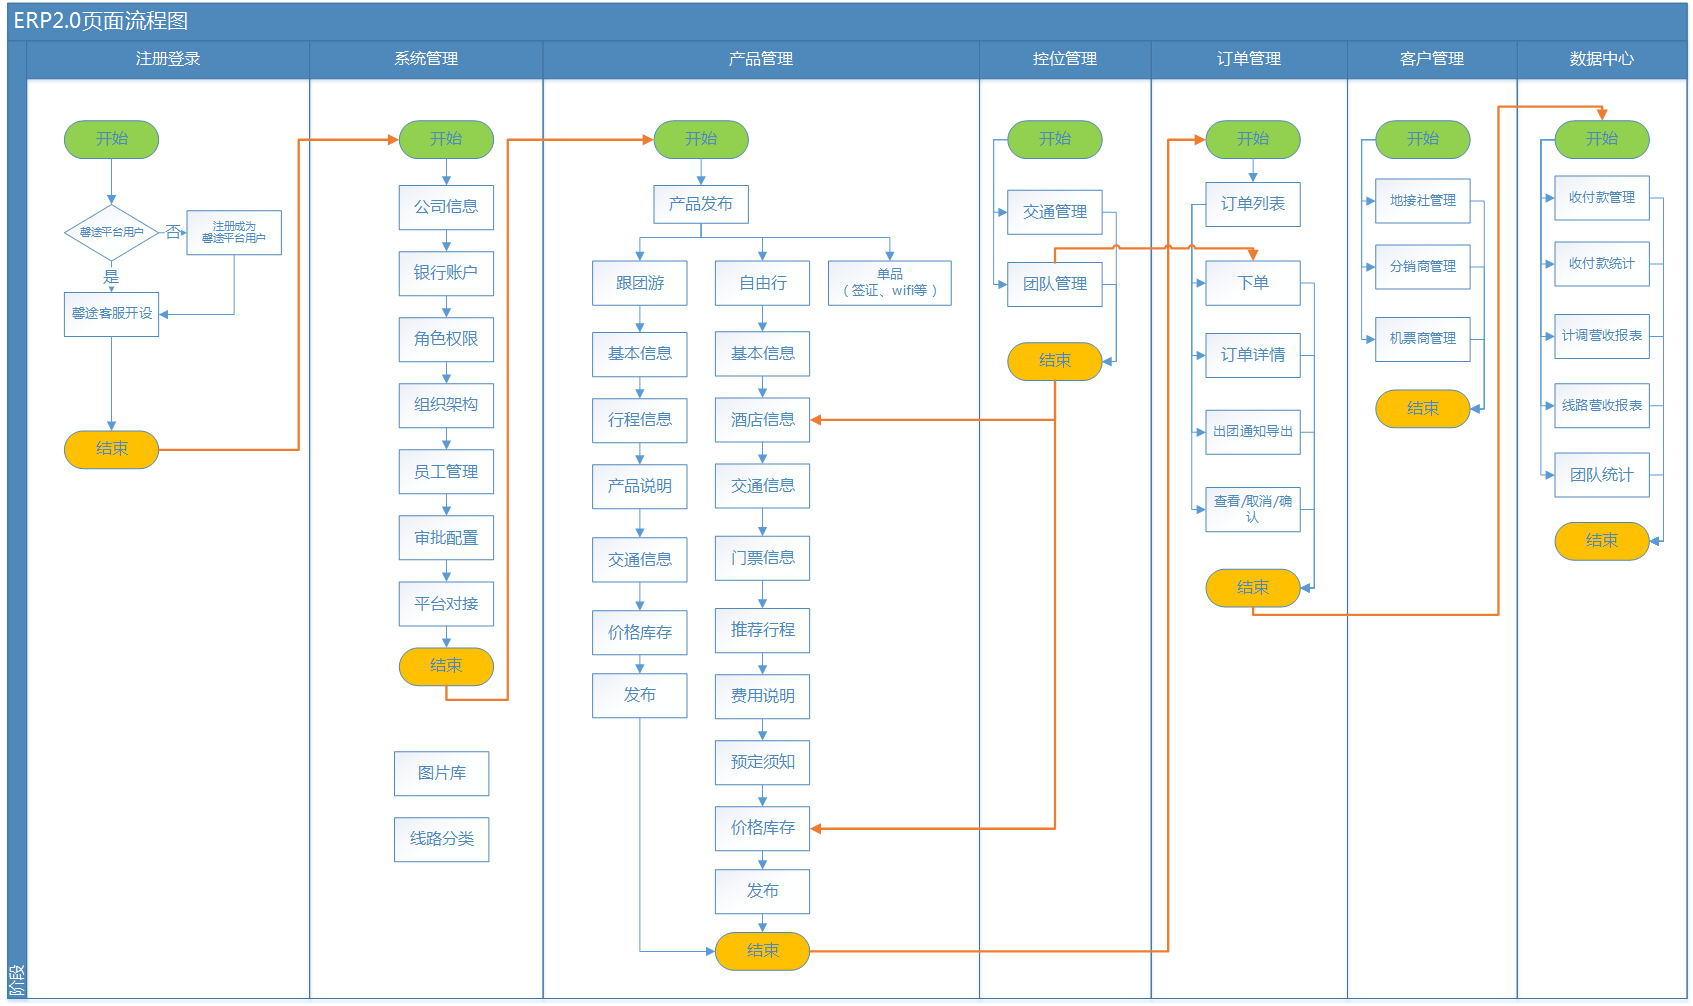 ERP2.0页面流程图
注册登录
系统管理
产品管理
控位管理
订单管理
客户管理
数据中心
阶段
开始
馨途平台用户
否
注册成为
馨途平台用户
是
馨途客服开设
结束
开始
公司信息
银行账户
角色权限
组织架构
员工管理
审批配置
平台对接
结束
图片库
线路分类
开始
产品发布
跟团游
基本信息
行程信息
产品说明
交通信息
价格库存
发布
自由行
基本信息
酒店信息
交通信息
门票信息
推荐行程
费用说明
预定须知
价格库存
发布
结束
单品
（签证、wifi等）
开始
交通管理
团队管理
结束
开始
订单列表
下单
订单详情
出团通知导出
查看/取消/确
认
结束
开始
地接社管理
分销商管理
机票商管理
结束
开始
收付款管理
收付款统计
计调营收报表
线路营收报表
团队统计
结束